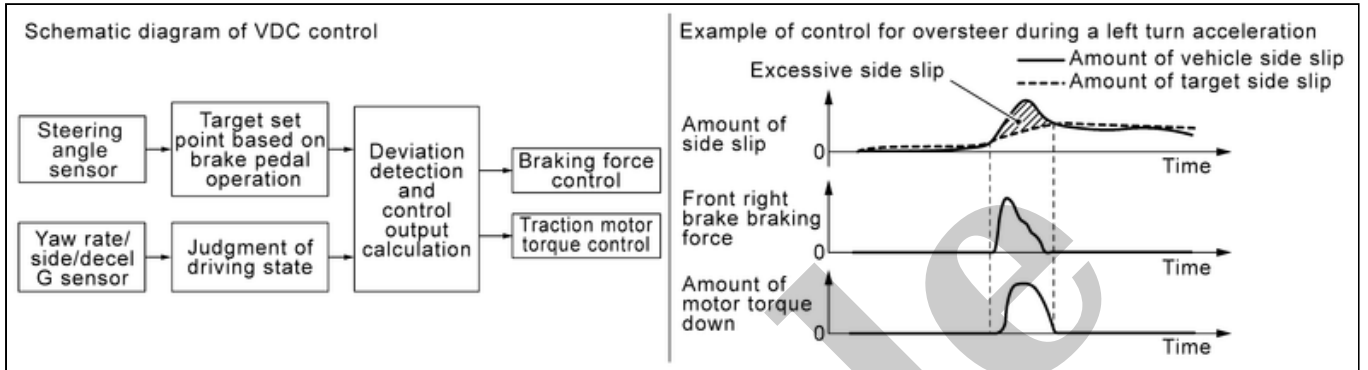 Schematic diagram of VDC control
Steering
angle
sensor
Target set
point based on
brake pedal
operation
Yaw rate/
side/decel
G sensor
Judgment of
driving state
Deviation
detection
and
control
output
calculation
Braking force
control
Traction motor
torque control
Example of control for oversteer during a left turn acceleration
Amount of vehicle side slip
Amount of target side slip
Excessive side slip
Amount of
side slip
0
Time
Front right
brake braking
force
0
Time
Amount of
motor torque
down
0
Time